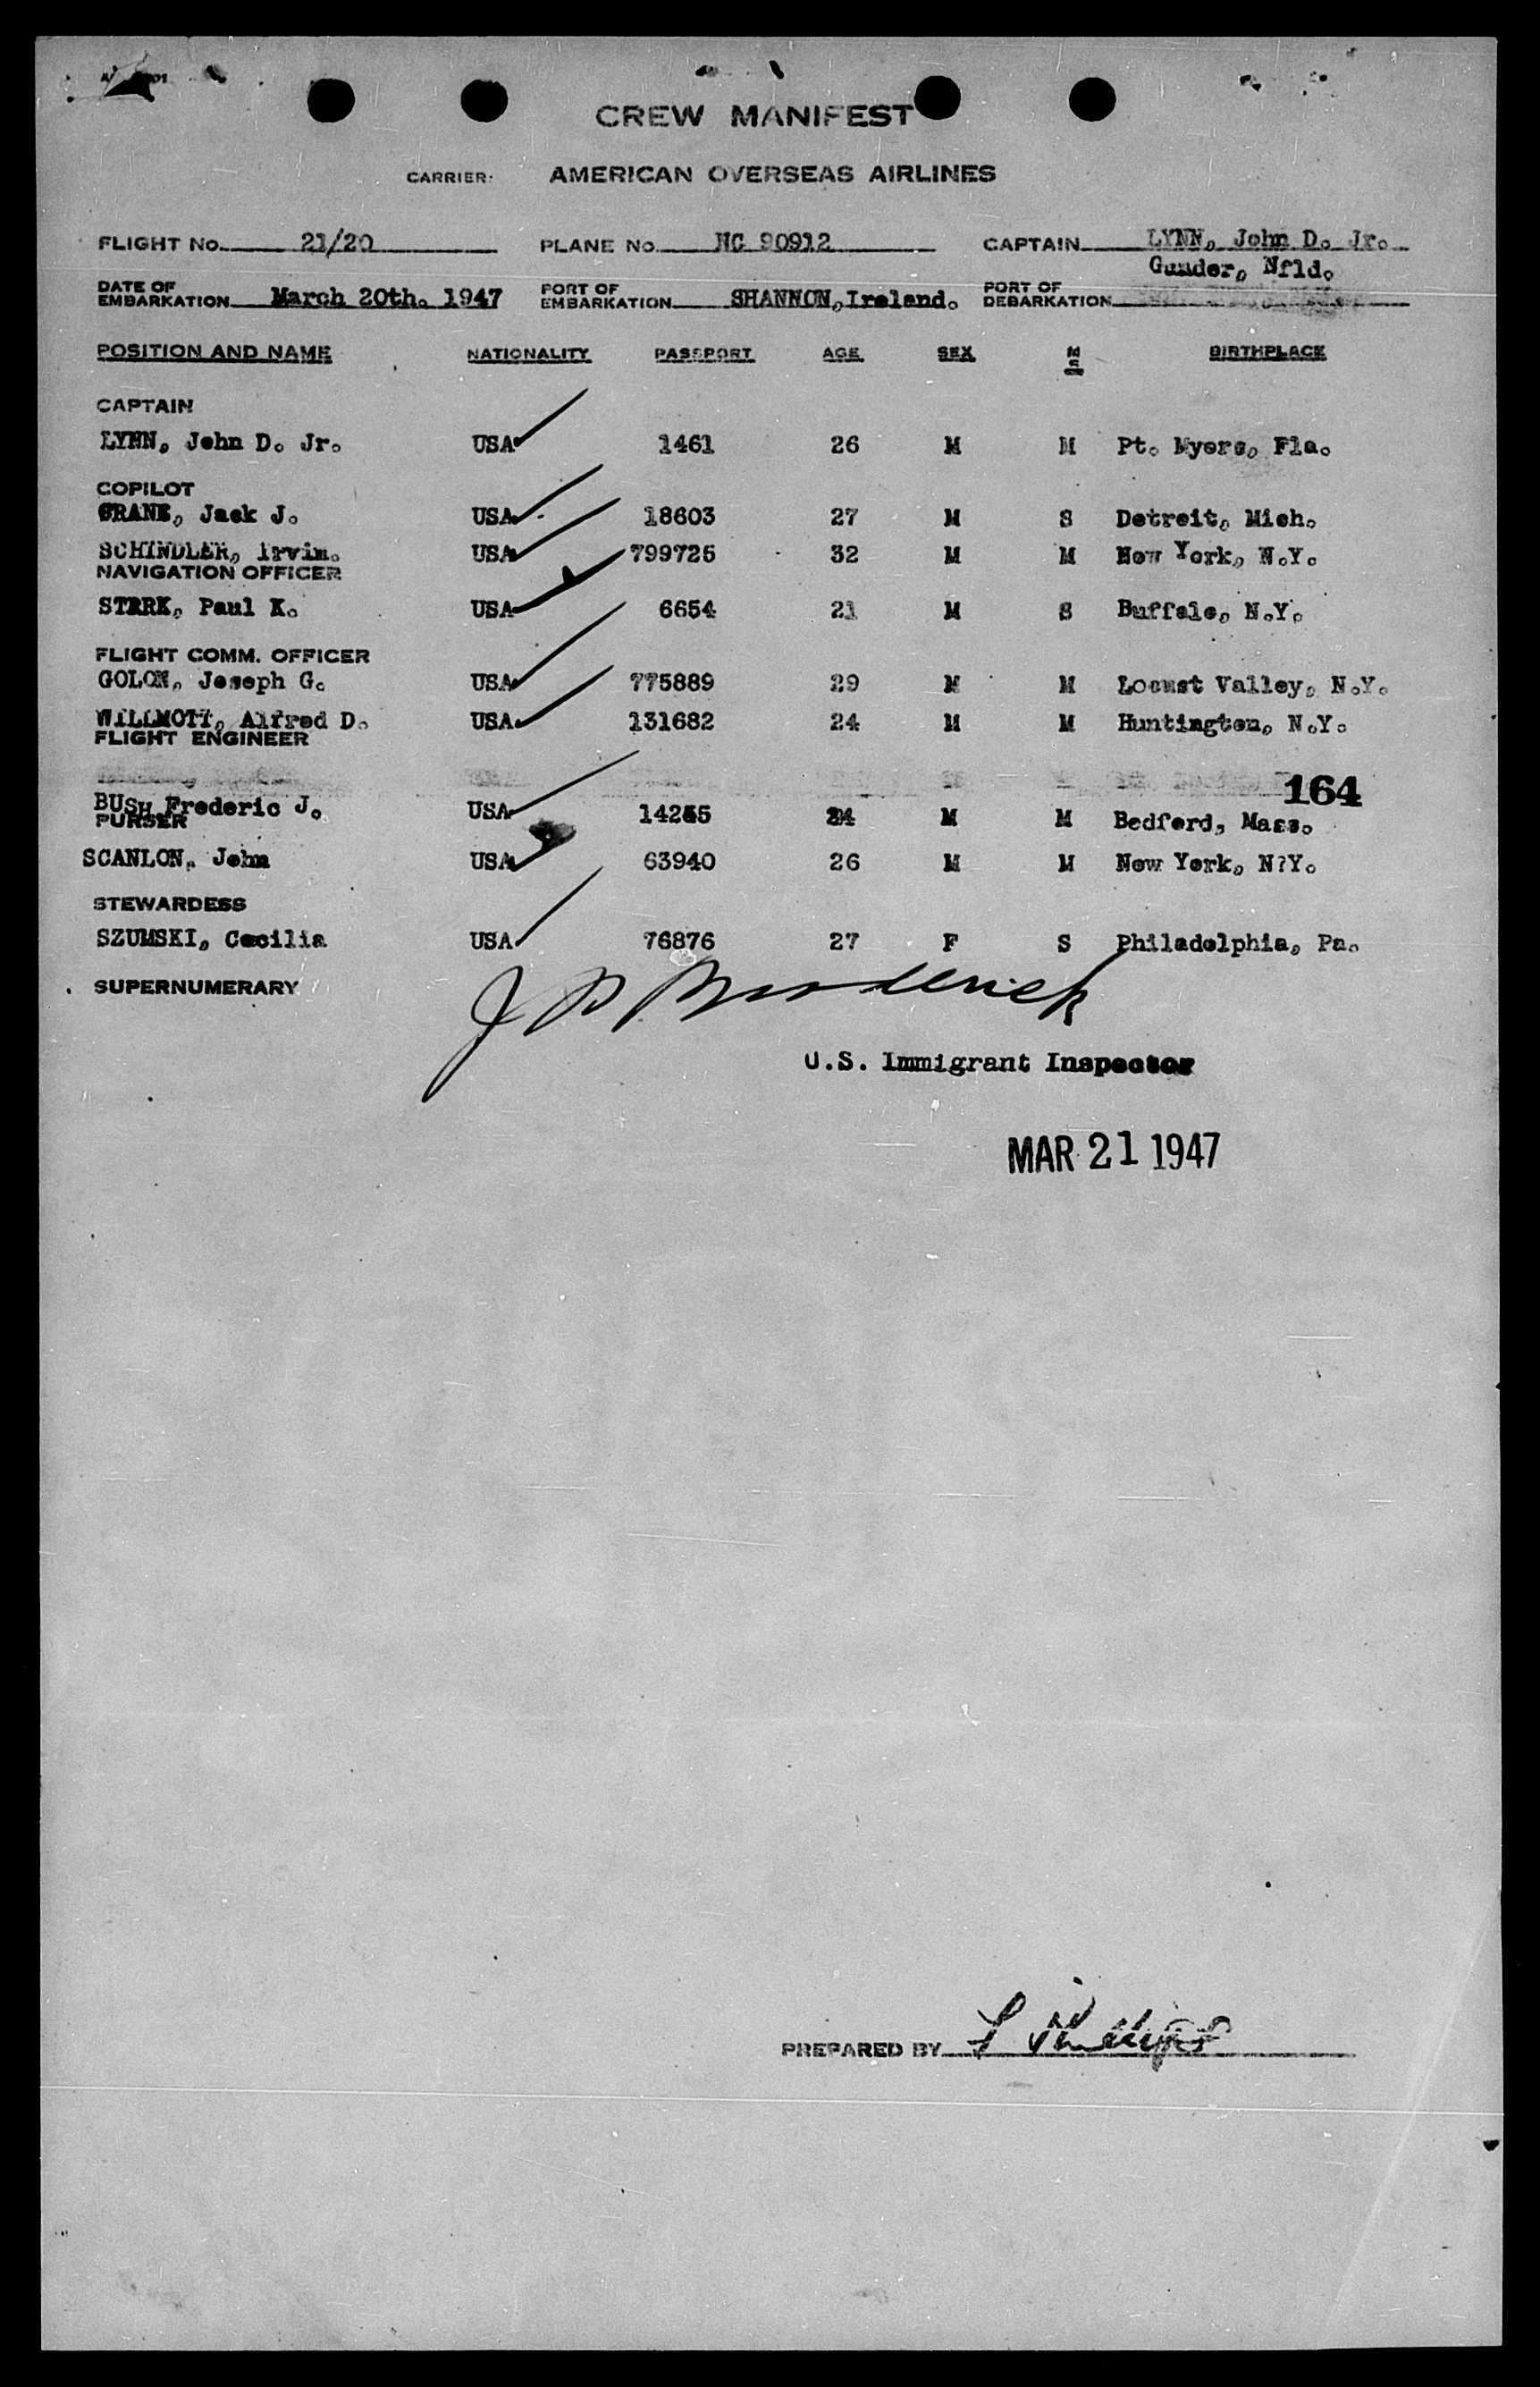 CREW MANIFEST
CARRIER: AMERICAN OVERSEAS AIRLINES
FLIGHT No. 21/20 PLANE No. NC 90912 CAPTAIN LYNN, John D. Jr.
Gander, Nfld.
DATE OF EMBARKATION March 20th. 1947 PORT OF EMBARKATION SHANNON, Ireland. PORT OF DEBARKATION
POSITION AND NAME NATIONALITY PASSPORT AGE SEX M S BIRTHPLACE
CAPTAIN
LYNN, John D. Jr. USA 1461 26 M M Pt. Myers, Fla.
COPILOT
CRANE, Jack J. USA 18603 27 M S Detroit, Mich.
SCHINDLER, Irvin. USA 799725 32 M M New York, N.Y.
NAVIGATION OFFICER
STERK, Paul K. USA 6654 21 M S Buffalo, N.Y.
FLIGHT COMM. OFFICER
GOLON, Joseph G. USA 775889 29 M M Locust Valley, N.Y.
WILLMOTT, Alfred D. USA 131682 24 M M Huntington, N.Y.
FLIGHT ENGINEER
164
BUSH Frederic J. USA M M Bedford, Mass.
PURSER
SCANLON, John USA 63940 26 M M New York, N?Y.
STEWARDESS
SZUMSKI, Cecilia USA 76876 27 F S Philadelphia, Pa.
SUPERNUMERARY
J B Broderick
U.S. Immigrant Inspector
MAR 21 1947
PREPARED BY L Phillips